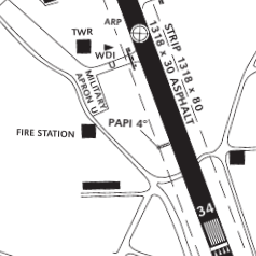 ARP
TWR
WDI
STRIP 1318 x 80
1318 x 30 ASPHALT
MILITARY
APRON
PAPI 4°
FIRE STATION
34